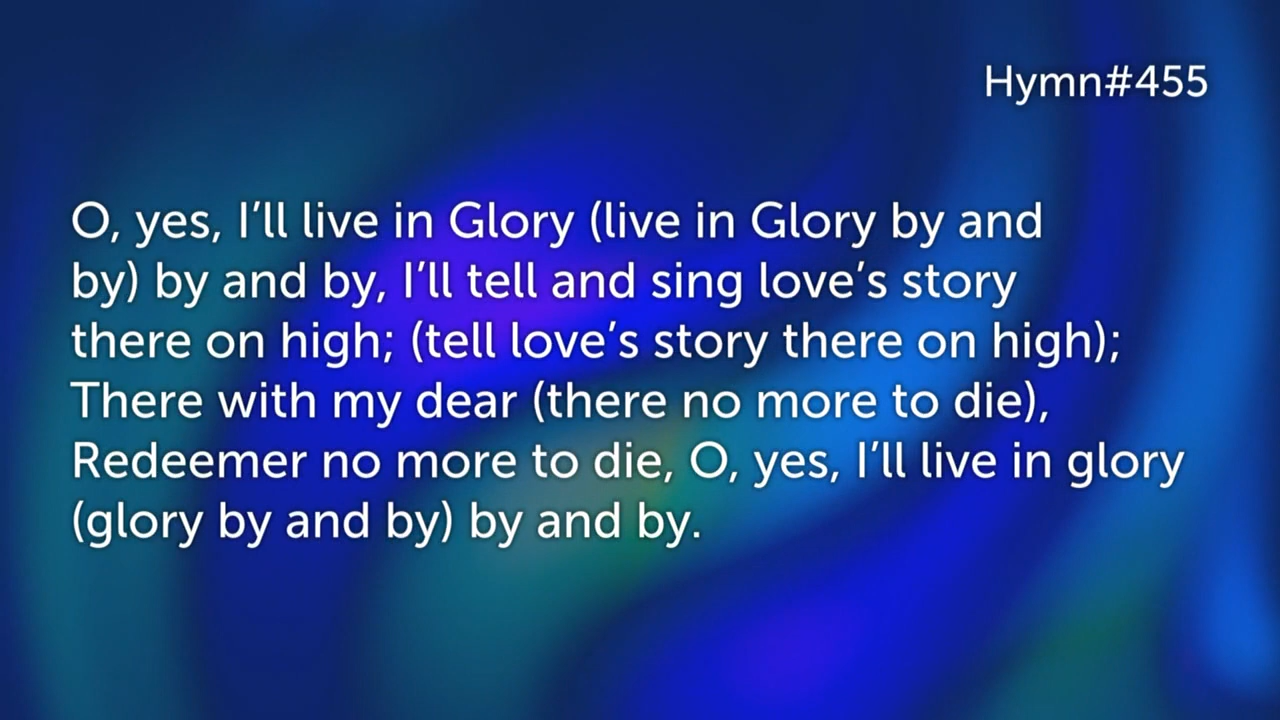 Hymn#455
O, yes, I’ll live in Glory (live in Glory by and
by) by and by, I’ll tell and sing love’s story
there on high; (tell love’s story there on high);
There with my dear (there no more to die),
Redeemer no more to die, O, yes, I’ll live in glory
(glory by and by) by and by.